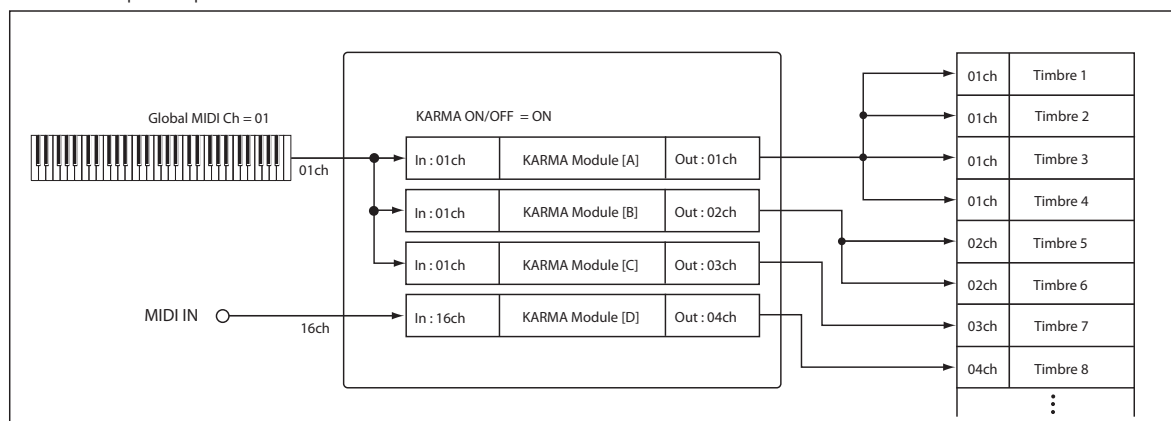 Global MIDI Ch = 01
01ch
MIDI IN
16ch
KARMA ON/OFF = ON
In : 01ch KARMA Module [A] Out : 01ch
In : 01ch KARMA Module [B] Out : 02ch
In : 01ch KARMA Module [C] Out : 03ch
In : 16ch KARMA Module [D] Out : 04ch
01ch Timbre 1
01ch Timbre 2
01ch Timbre 3
01ch Timbre 4
02ch Timbre 5
02ch Timbre 6
03ch Timbre 7
04ch Timbre 8